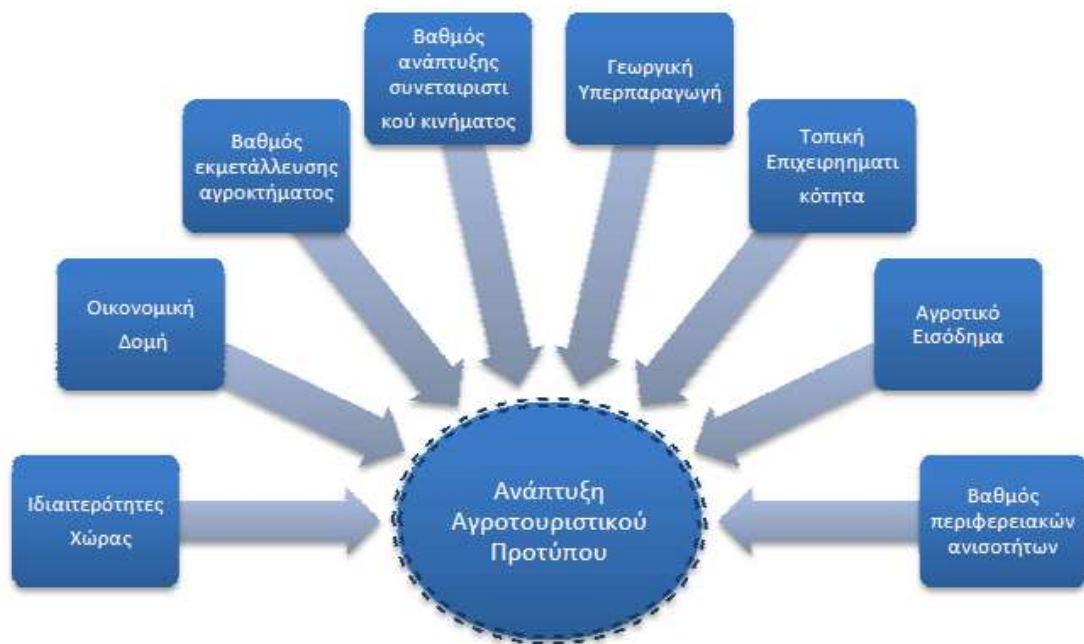 Βαθμός
ανάπτυξης
συνεταιριστι
κού κινήματος
Γεωργική
Υπερπαραγωγή
Βαθμός
εκμετάλλευσης
αγροκτήματος
Τοπική
Επιχειρηηματι
κότητα
Οικονομική
Δομή
Αγροτικό
Εισόδημα
Ιδιαιτερότητες
Χώρας
Ανάπτυξη
Αγροτουριστικού
Προτύπου
Βαθμός
περιφερειακών
ανισοτήτων